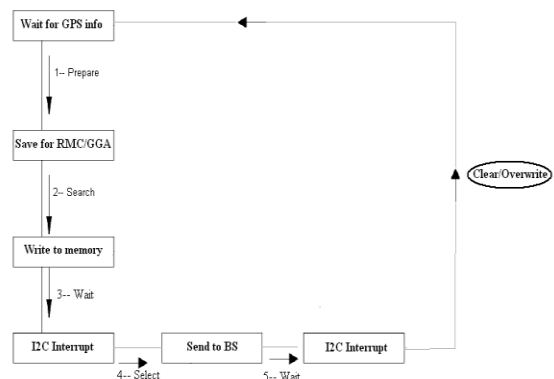 Wait for GPS info
1-- Prepare
Save for RMC/GGA
2-- Search
Write to memory
3-- Wait
I2C Interrupt
4-- Select
Send to BS
5-- Wait
I2C Interrupt
Clear/Overwrite